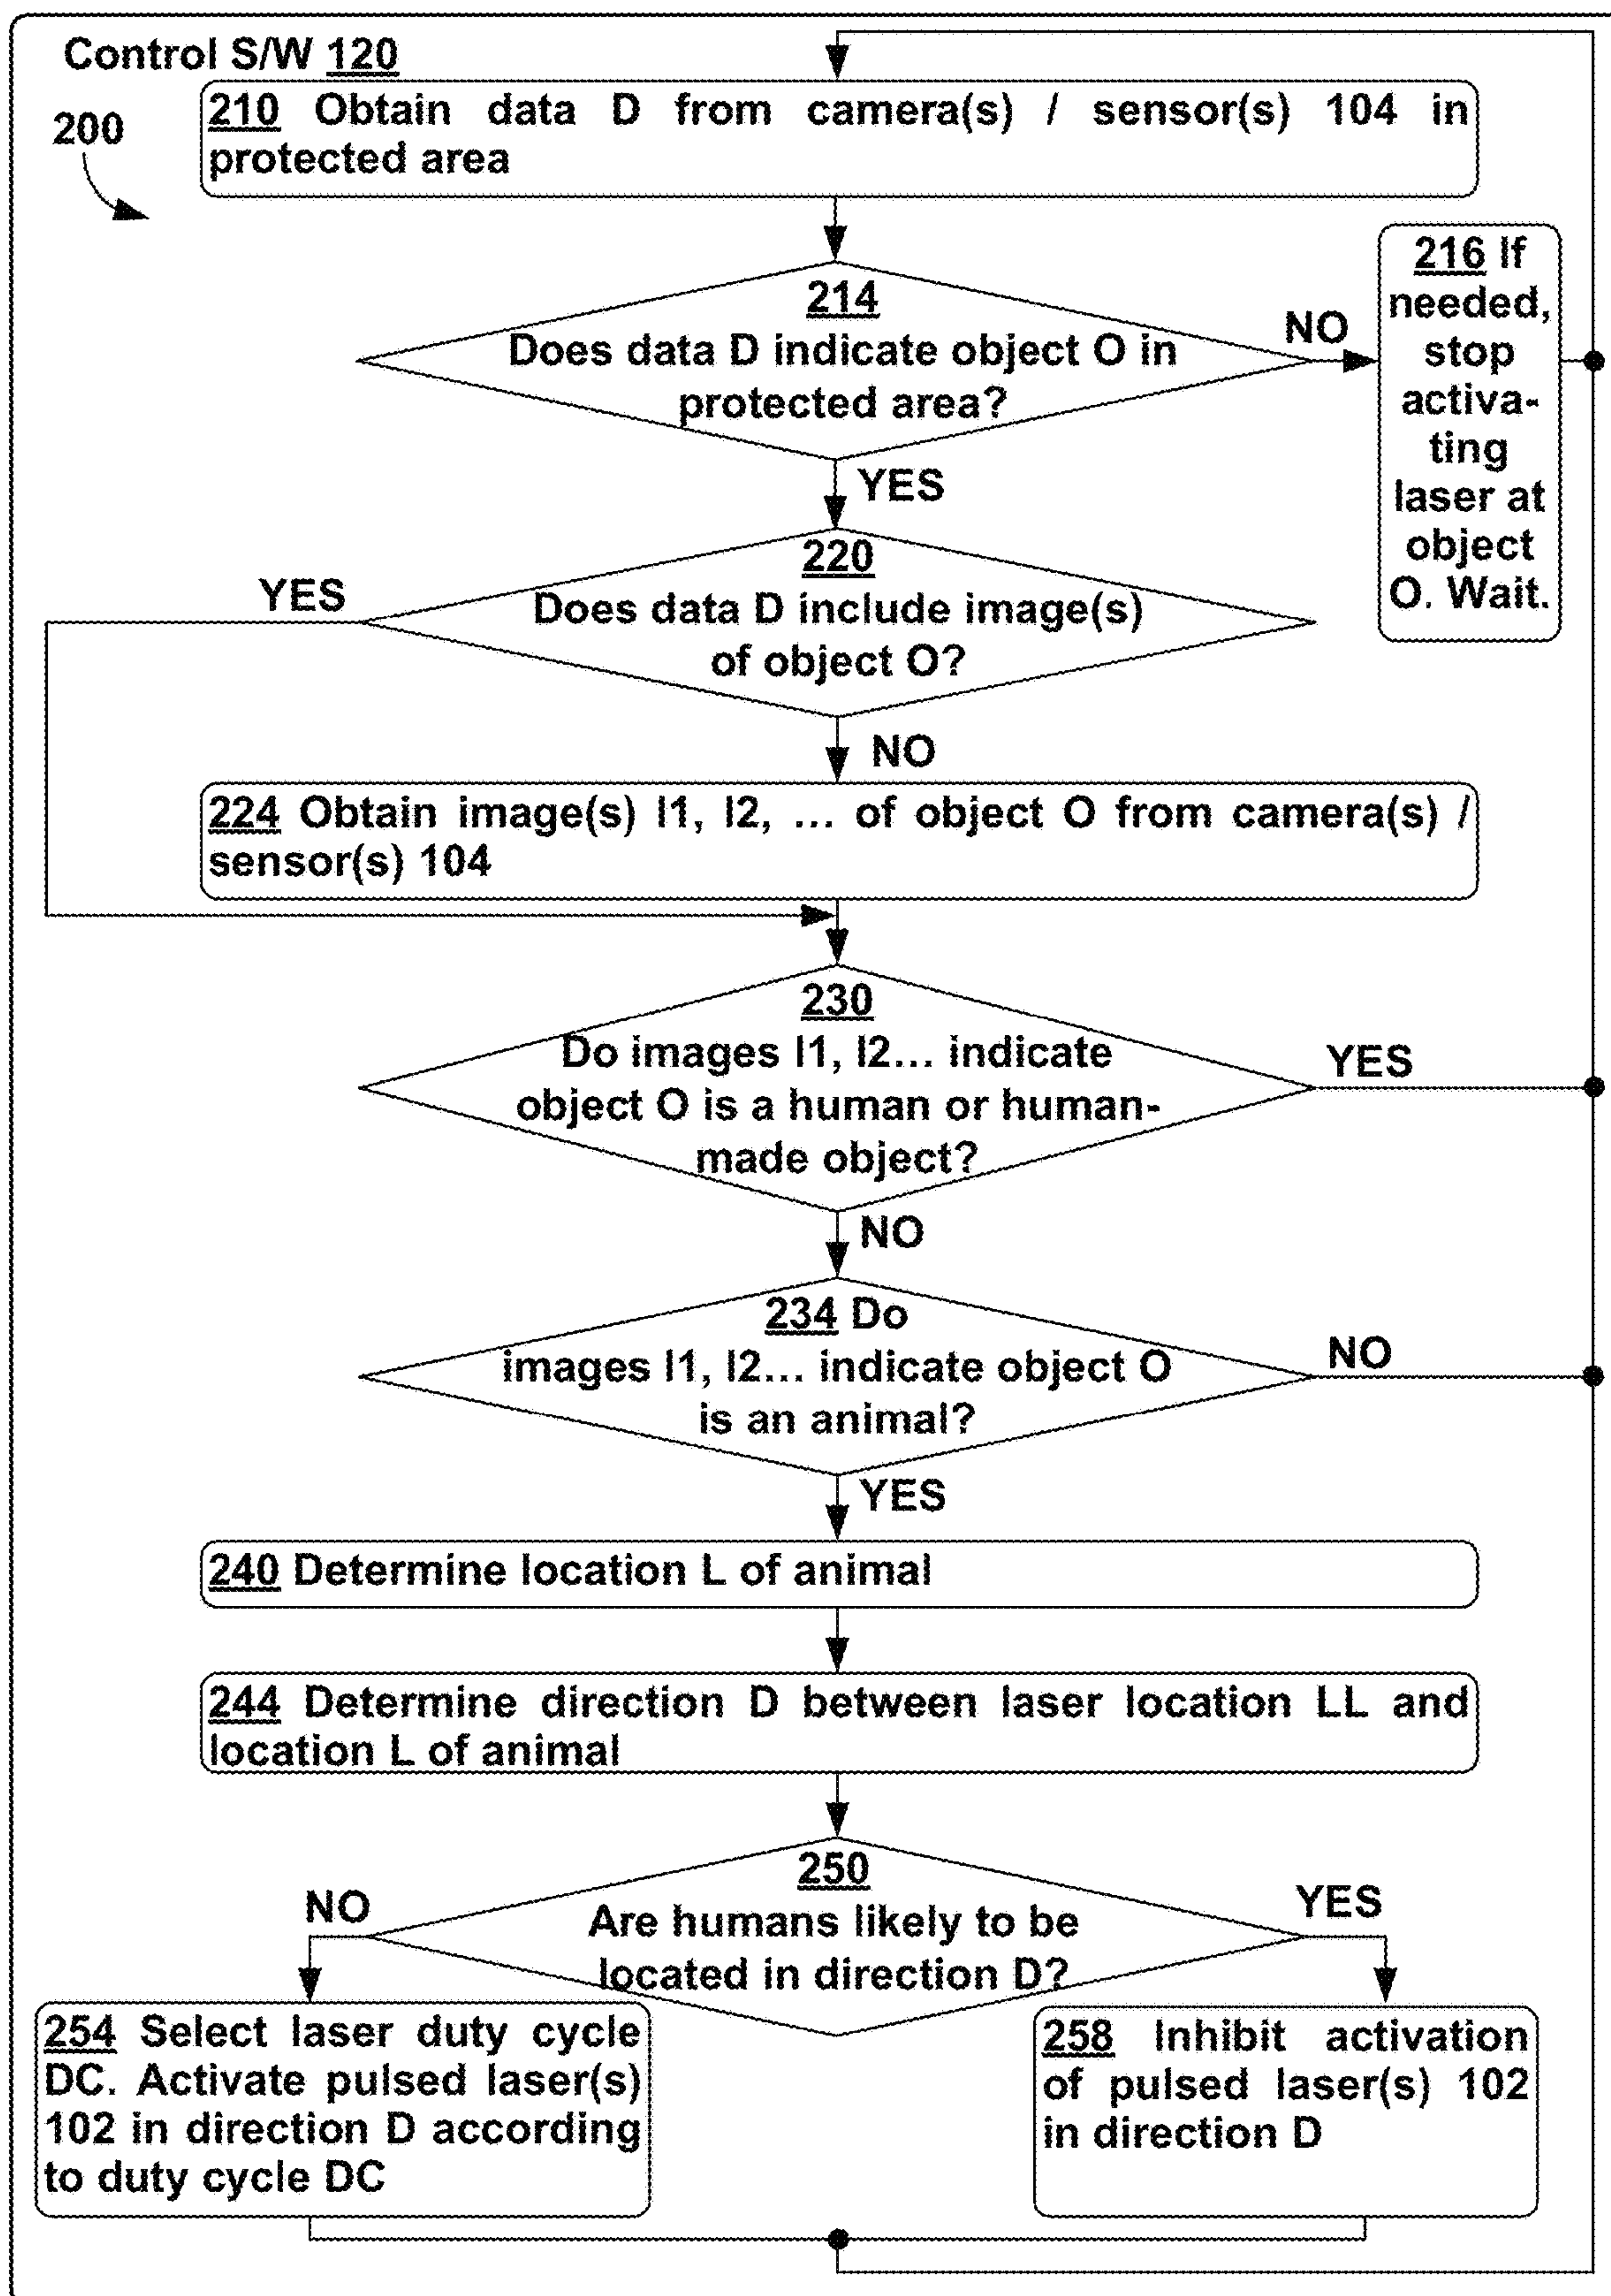 Control S/W 120
200
210 Obtain data D from camera(s) / sensor(s) 104 in
protected area
214
Does data D indicate object O in
protected area?
NO
216 If
needed,
stop
activa-
ting
laser at
object
O. Wait.
YES
220
Does data D include image(s)
of object O?
YES
NO
224 Obtain image(s) I1, I2, ... of object O from camera(s) /
sensor(s) 104
230
Do images I1, I2... indicate
object O is a human or human-
made object?
YES
NO
234 Do
images I1, I2... indicate object O
is an animal?
NO
YES
240 Determine location L of animal
244 Determine direction D between laser location LL and
location L of animal
250
Are humans likely to be
located in direction D?
NO
YES
254 Select laser duty cycle
DC. Activate pulsed laser(s)
102 in direction D according
to duty cycle DC
258 Inhibit activation
of pulsed laser(s) 102
in direction D